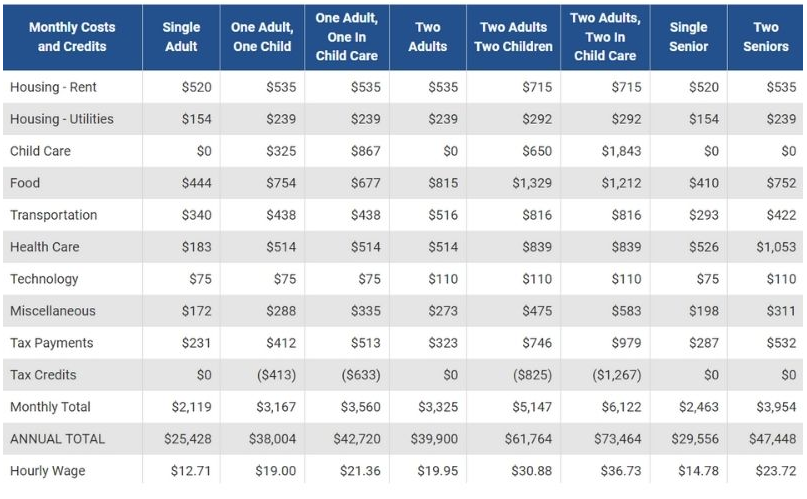 Monthly Costs and Credits Single Adult One Adult, One Child One Adult, One In Child Care Two Adults Two Adults Two Children Two Adults, Two In Child Care Single Senior Two Seniors
Housing - Rent $520 $535 $535 $535 $715 $715 $520 $535
Housing - Utilities $154 $239 $239 $239 $292 $292 $154 $239
Child Care $0 $325 $867 $0 $650 $1,843 $0 $0
Food $444 $754 $677 $815 $1,329 $1,212 $410 $752
Transportation $340 $438 $438 $516 $816 $816 $293 $422
Health Care $183 $514 $514 $514 $839 $839 $526 $1,053
Technology $75 $75 $75 $110 $110 $110 $75 $110
Miscellaneous $172 $288 $335 $273 $475 $583 $198 $311
Tax Payments $231 $412 $513 $323 $746 $979 $287 $532
Tax Credits $0 ($413) ($633) $0 ($825) ($1,267) $0 $0
Monthly Total $2,119 $3,167 $3,560 $3,325 $5,147 $6,122 $2,463 $3,954
ANNUAL TOTAL $25,428 $38,004 $42,720 $39,900 $61,764 $73,464 $29,556 $47,448
Hourly Wage $12.71 $19.00 $21.36 $19.95 $30.88 $36.73 $14.78 $23.72